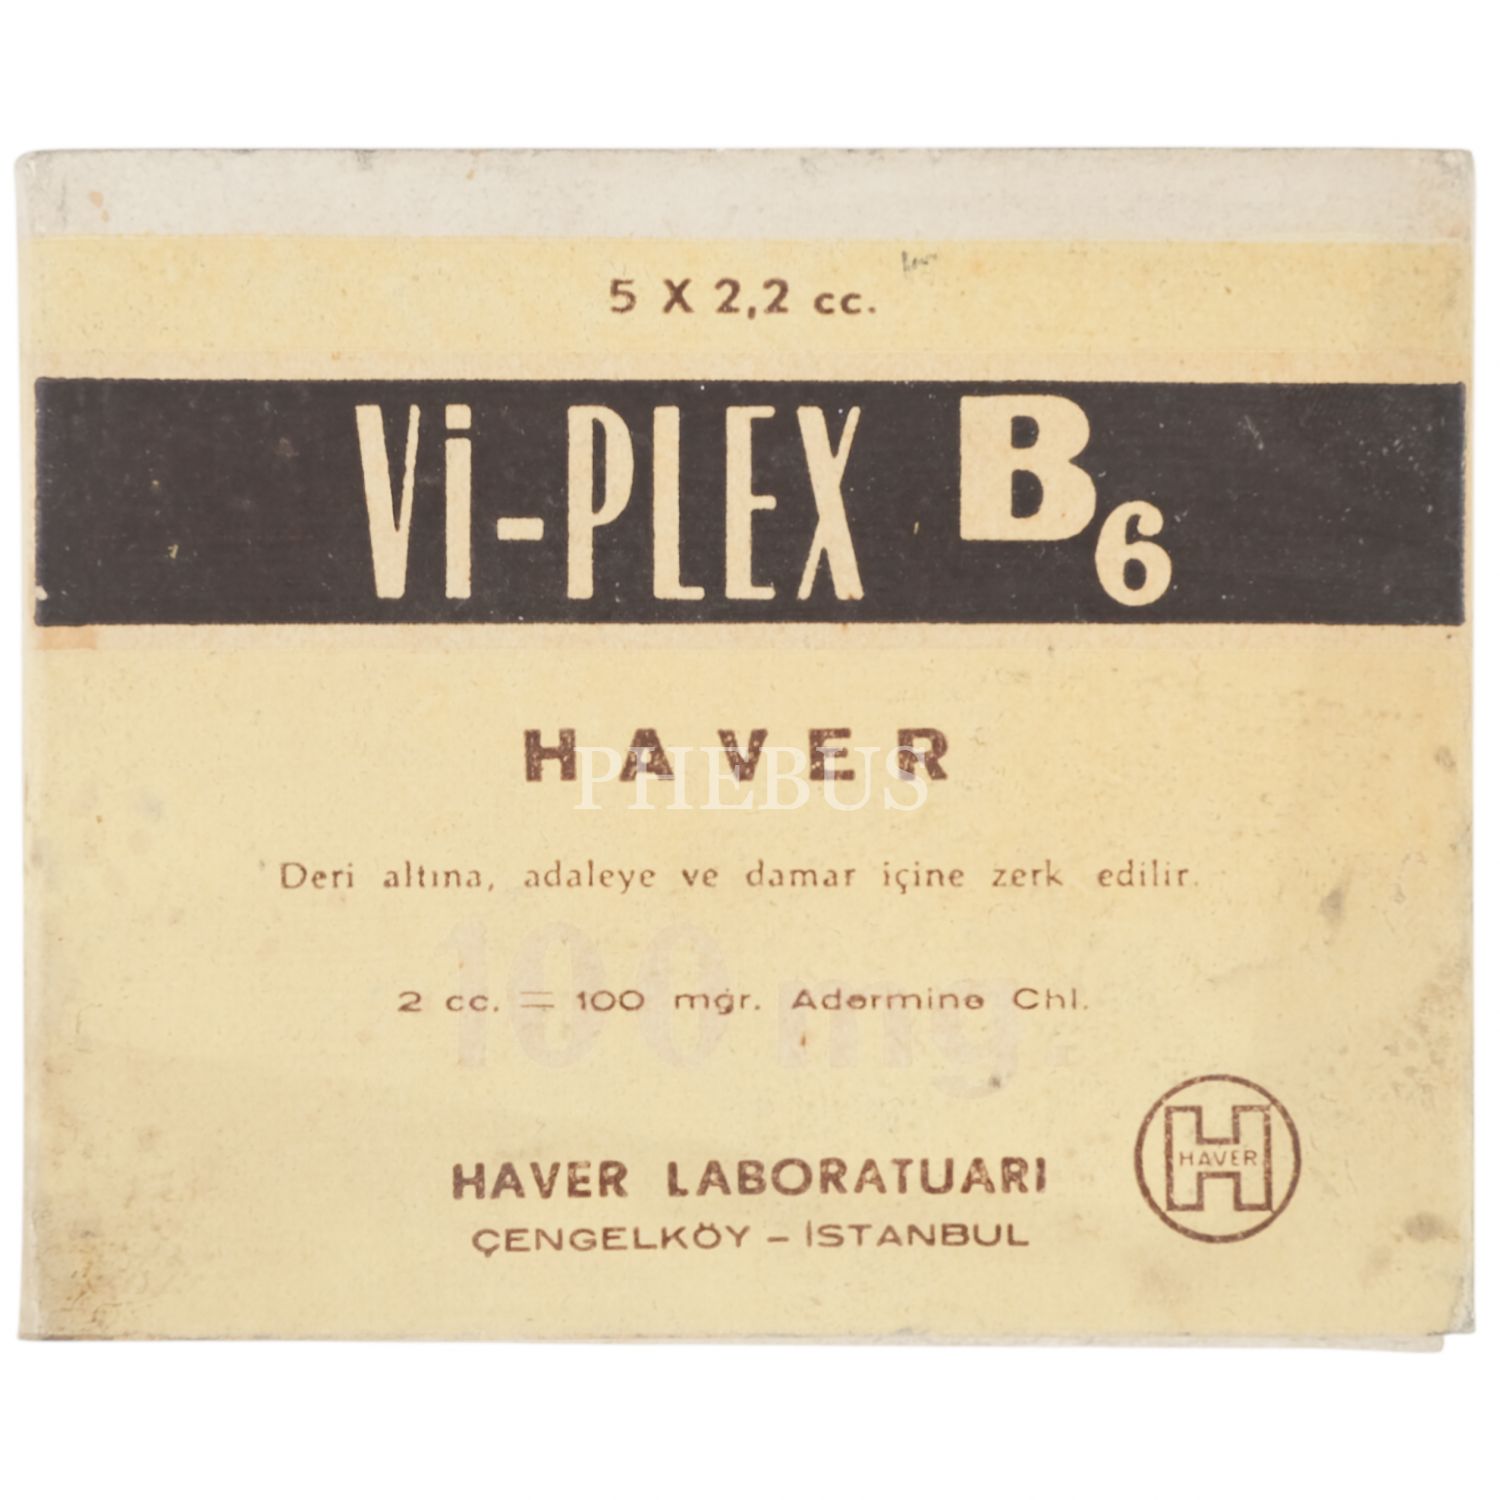 5 X 2,2 cc.
Vi-PLEX B6
HAVER
PHEBUS
Deri altına, adaleye ve damar içine zerk edilir.
100 mg.
2 cc. = 100 mgr. Adermine Chl.
HAVER LABORATUARI
ÇENGELKÖY - İSTANBUL
HAVER